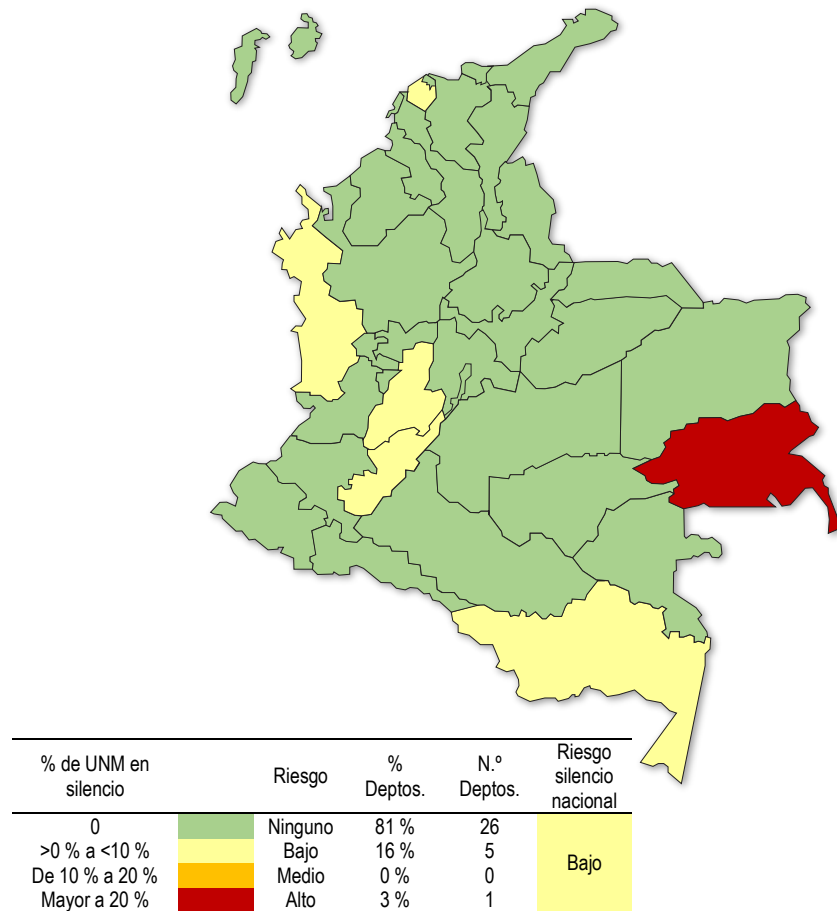 % de UNM en silencio Riesgo % Deptos. N.º Deptos. Riesgo silencio nacional
0 Ninguno 81 % 26 Bajo
>0 % a <10 % Bajo 16 % 5
De 10 % a 20 % Medio 0 % 0
Mayor a 20 % Alto 3 % 1